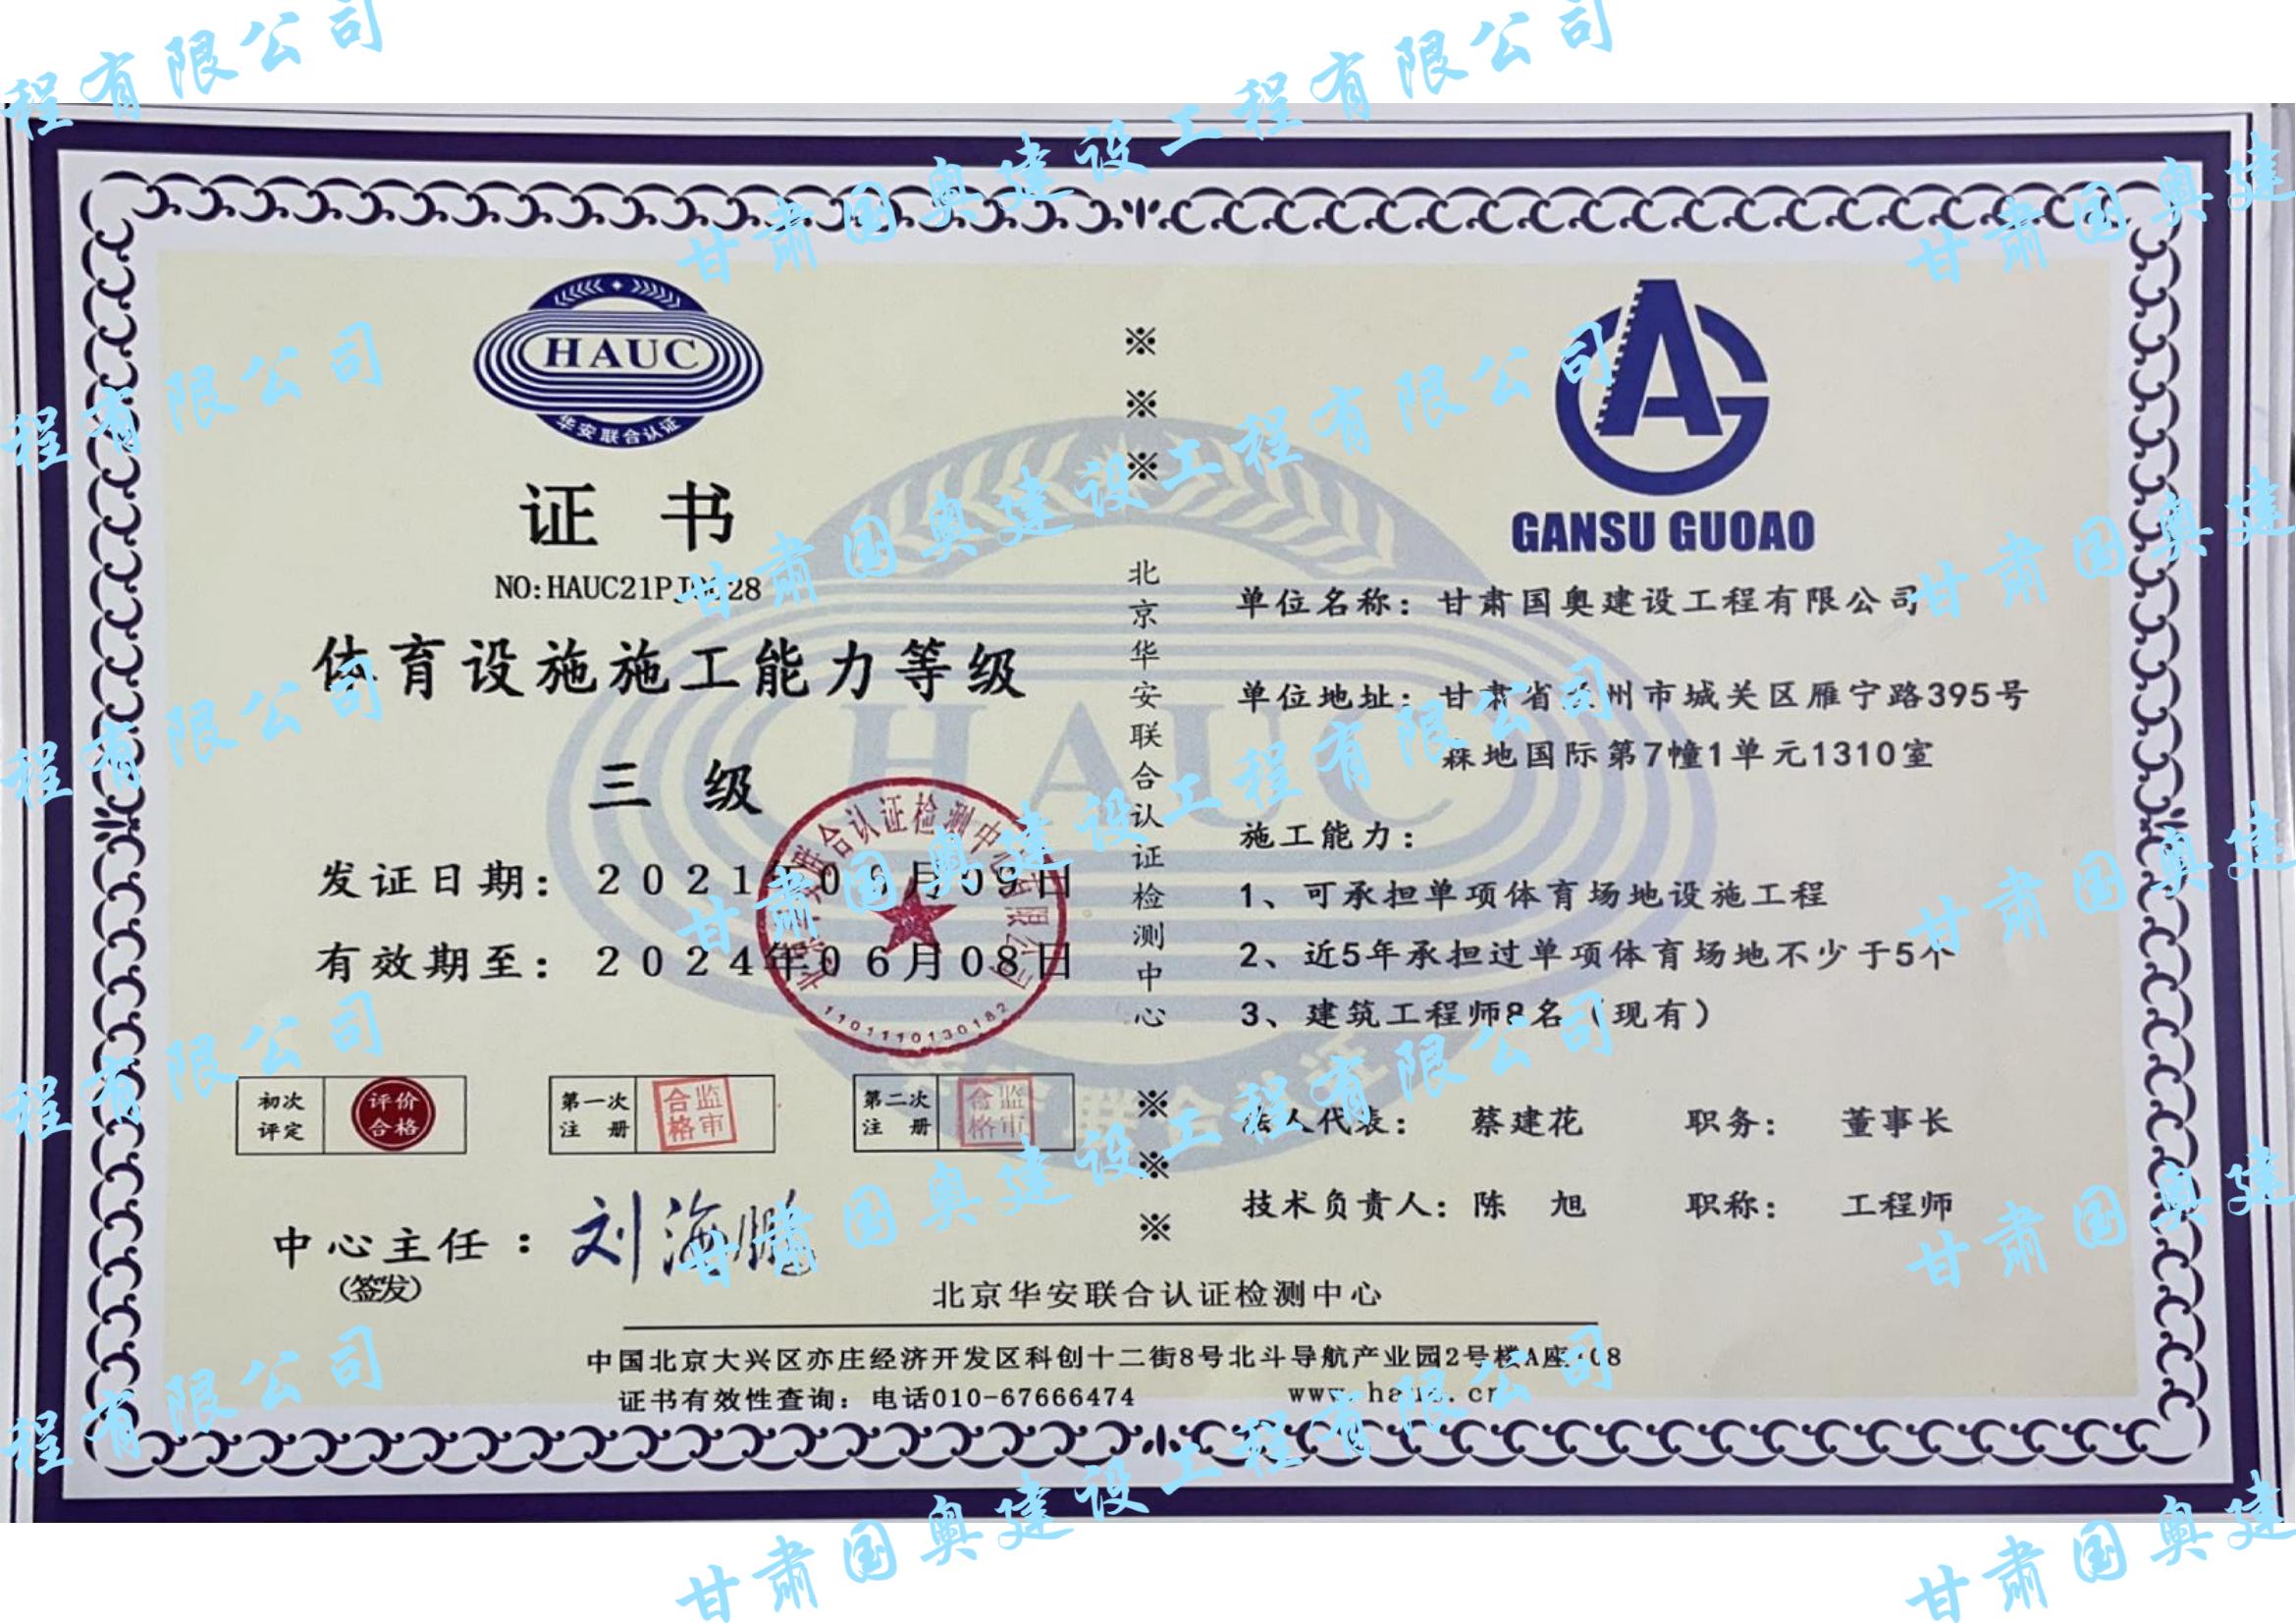 HAUC
华安联合认证
证 书
体育设施施工能力等级
三 级
发证日期：2021年06月09日
有效期至：2024年06月08日
1101110130182
初次评定
评价合格
第一次注 册
监审合格
第二次注 册
监审合格
中心主任：刘海鹏
(签发)
※
※
※
北京华安联合认证检测中心
※
※
※
GANSU GUOAO
单位名称：甘肃国奥建设工程有限公司
单位地址：甘肃省兰州市城关区雁宁路395号
森地国际第7幢1单元1310室
施工能力：
1、可承担单项体育场地设施工程
2、近5年承担过单项体育场地不少于5个
3、建筑工程师8名（现有）
法人代表： 蔡建花 职务： 董事长
技术负责人：陈 旭 职称： 工程师
北京华安联合认证检测中心
中国北京大兴区亦庄经济开发区科创十二街8号北斗导航产业园2号楼A座
证书有效性查询：电话010-67666474 www.hauc.cn
甘肃国奥建设工程有限公司